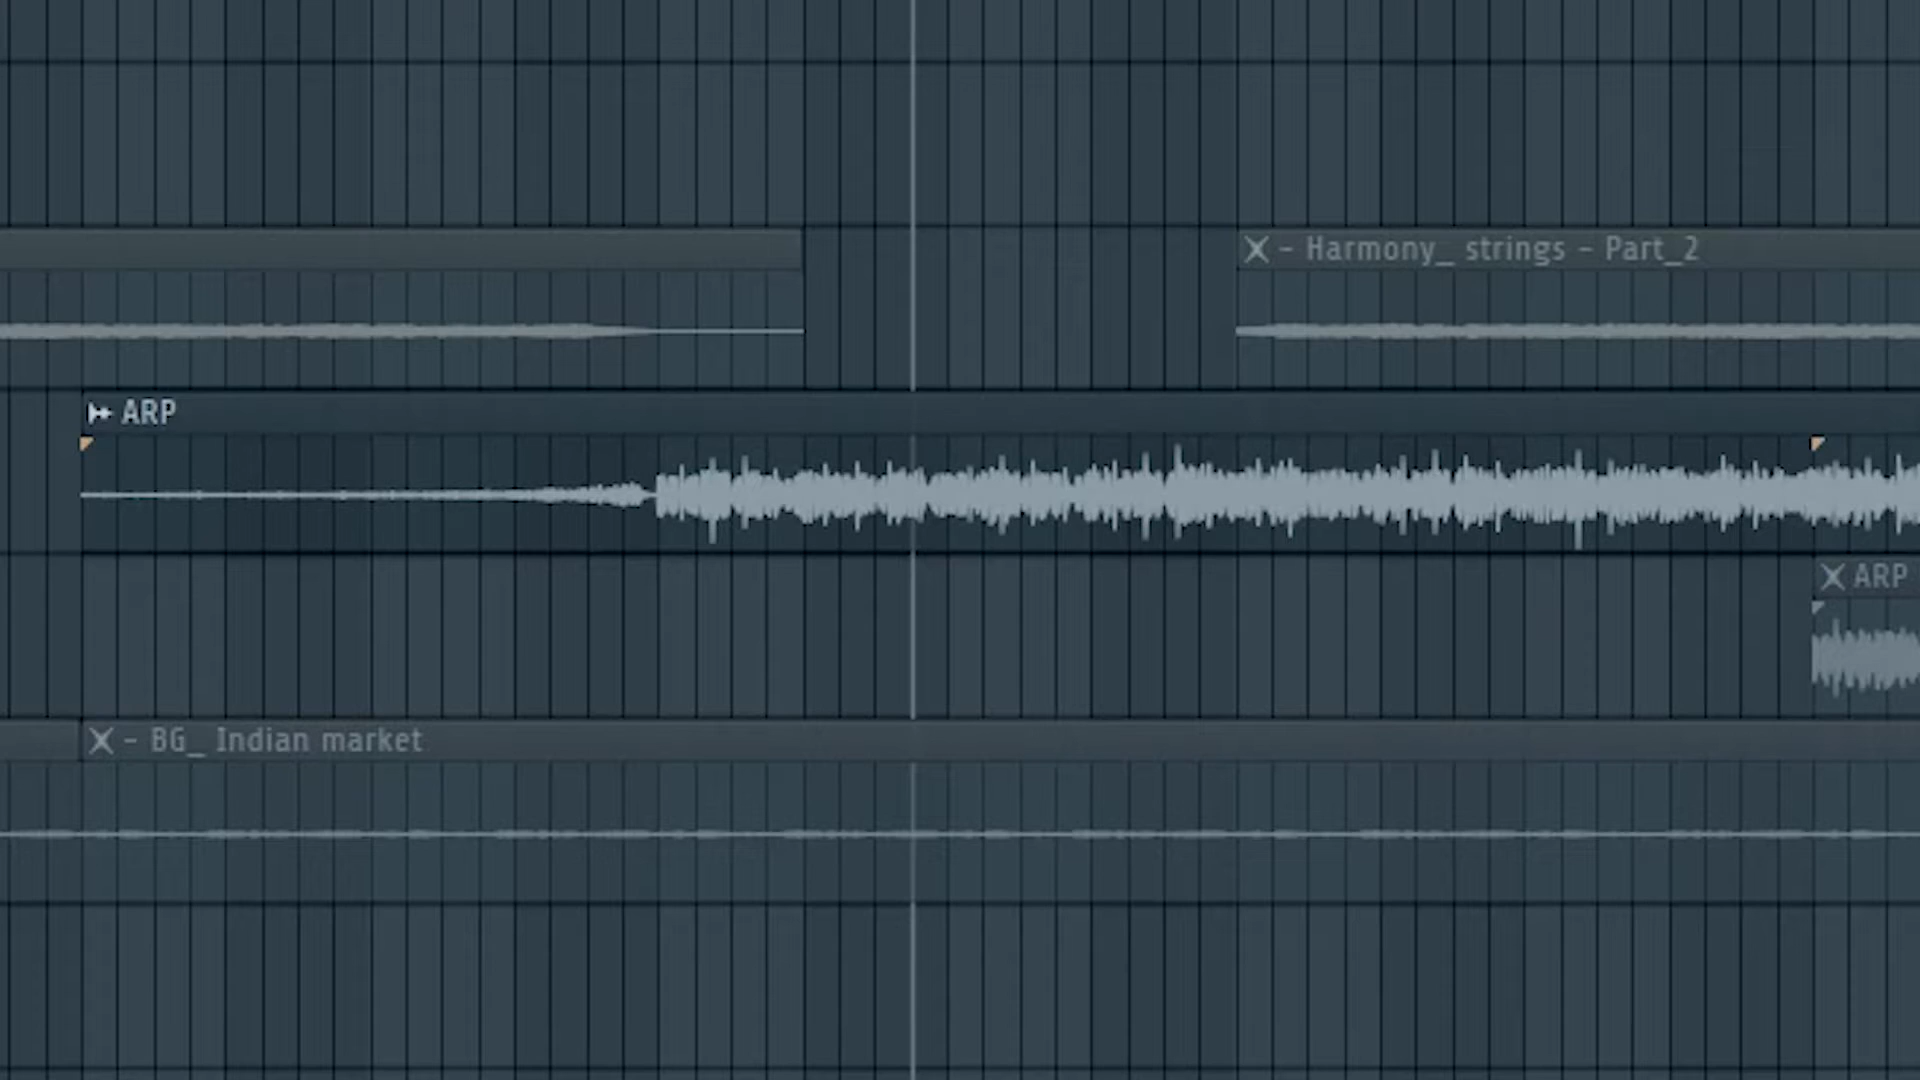 - Harmony_ strings - Part_2
ARP
ARP
- BG_ Indian market